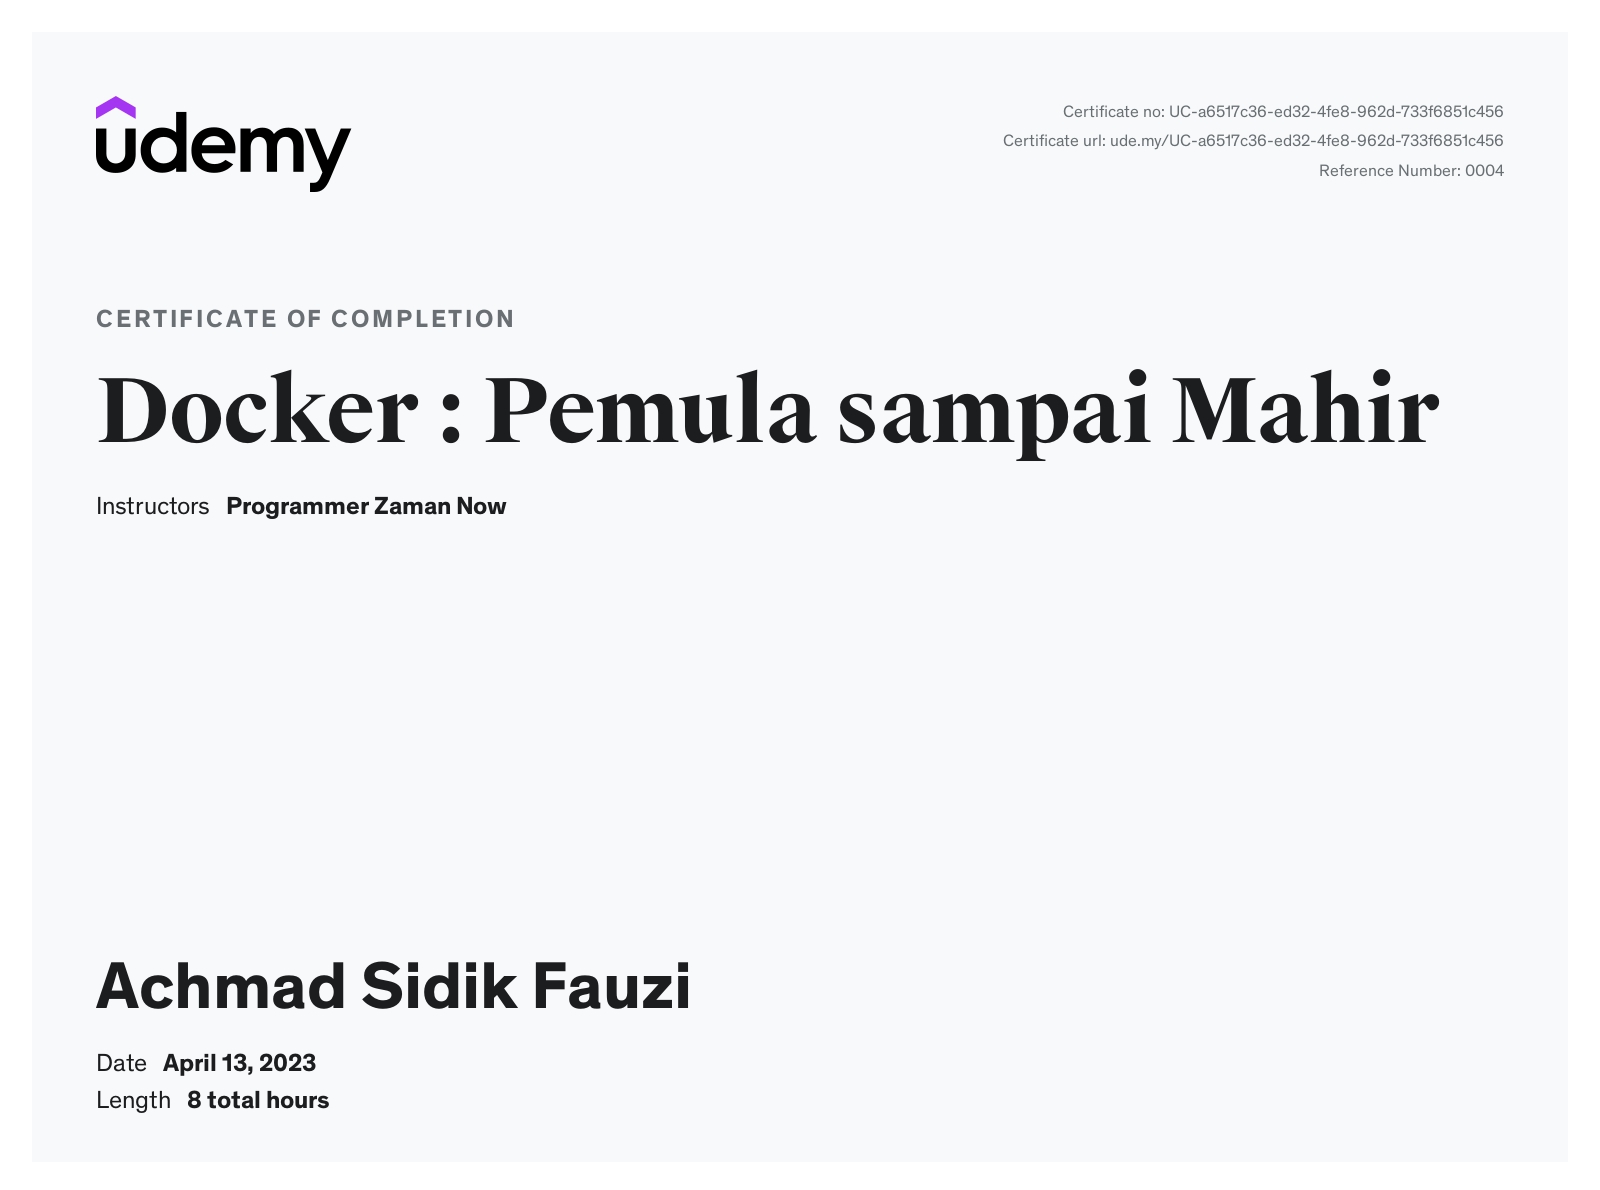 udemy
Certificate no: UC-a6517c36-ed32-4fe8-962d-733f6851c456
Certificate url: ude.my/UC-a6517c36-ed32-4fe8-962d-733f6851c456
Reference Number: 0004
CERTIFICATE OF COMPLETION
Docker : Pemula sampai Mahir
Instructors Programmer Zaman Now
Achmad Sidik Fauzi
Date April 13, 2023
Length 8 total hours